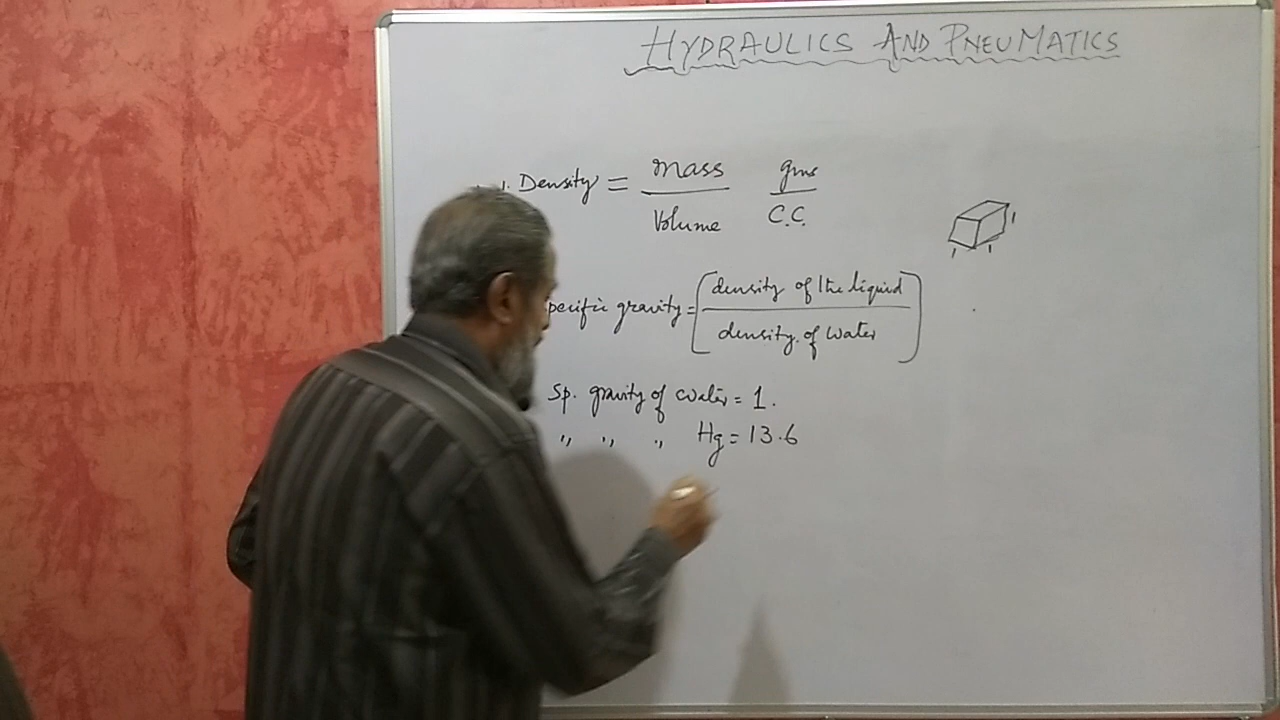 HYDRAULICS AND PNEUMATICS
1. Density = mass / Volume gms / C.C.
pecific gravity = (density of the liquid / density of water)
Sp. gravity of water = 1.
" " " Hg = 13.6